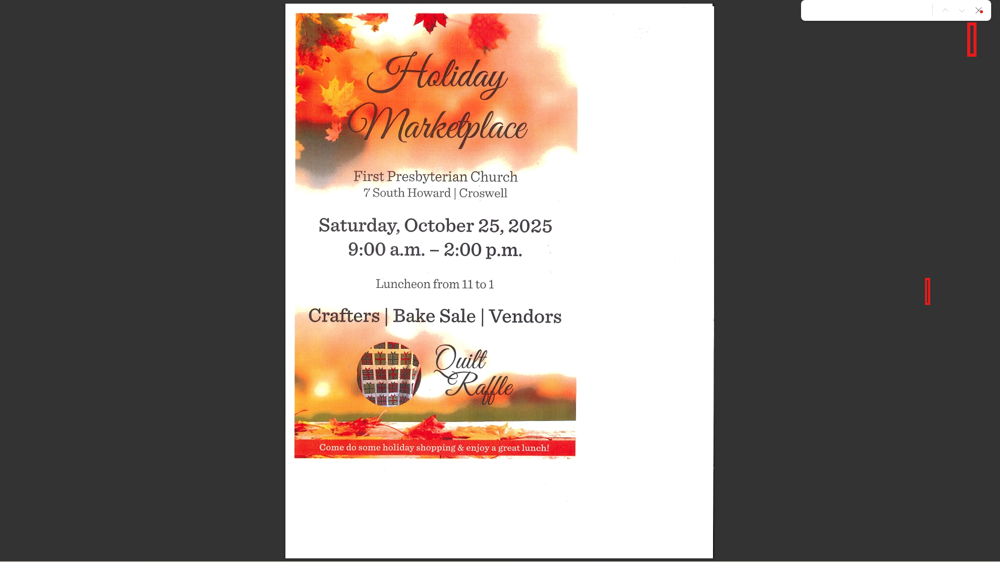 Holiday
Marketplace
First Presbyterian Church
7 South Howard | Croswell
Saturday, October 25, 2025
9:00 a.m. – 2:00 p.m.
Luncheon from 11 to 1
Crafters | Bake Sale | Vendors
Quilt
Raffle
Come do some holiday shopping & enjoy a great lunch!